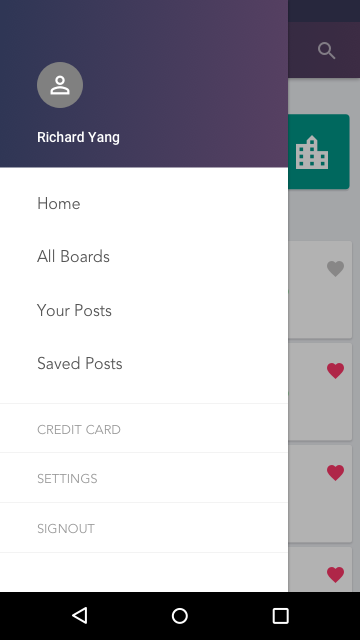 Richard Yang
Home
All Boards
Your Posts
Saved Posts
CREDIT CARD
SETTINGS
SIGNOUT